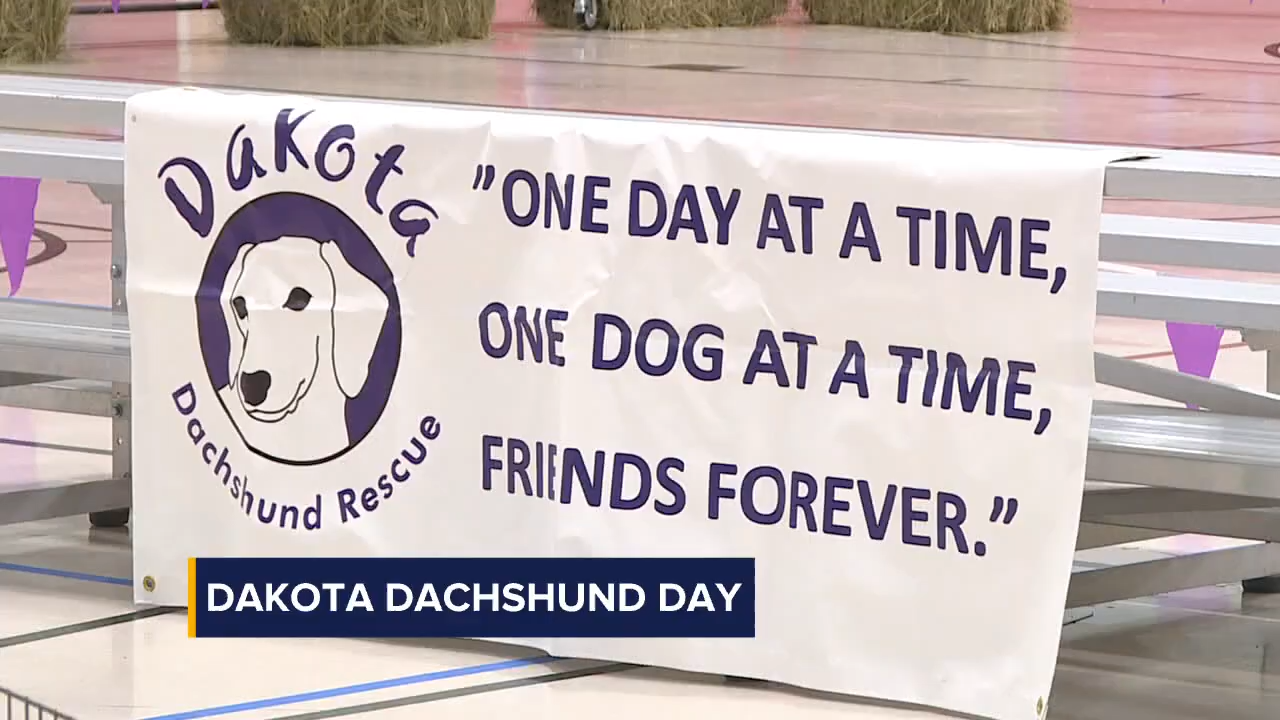 Dakota
Dachshund Rescue
"ONE DAY AT A TIME,
ONE DOG AT A TIME,
FRIENDS FOREVER."
DAKOTA DACHSHUND DAY